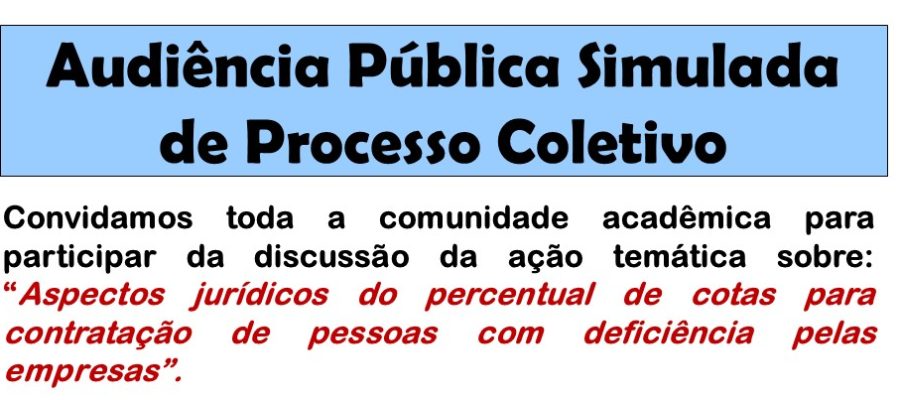 Audiência Pública Simulada
de Processo Coletivo
Convidamos toda a comunidade acadêmica para
participar da discussão da ação temática sobre:
“Aspectos jurídicos do percentual de cotas para
contratação de pessoas com deficiência pelas
empresas”.